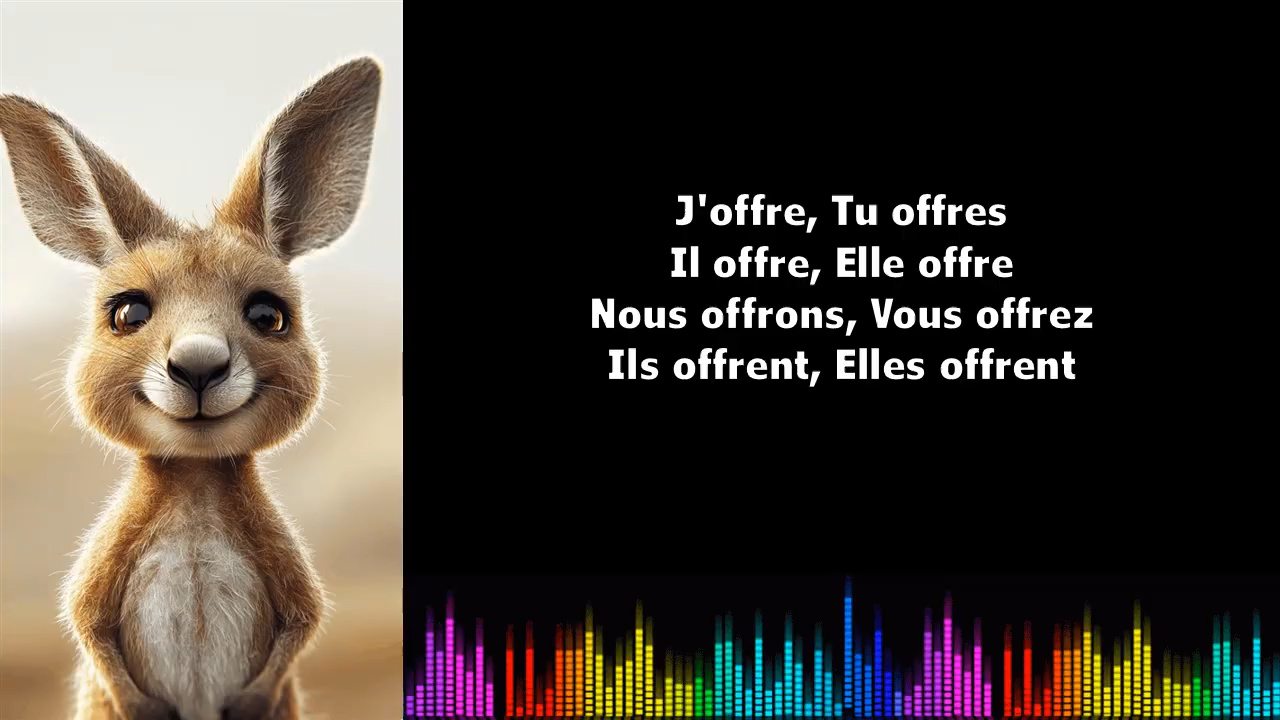 J'offre, Tu offres
Il offre, Elle offre
Nous offrons, Vous offrez
Ils offrent, Elles offrent